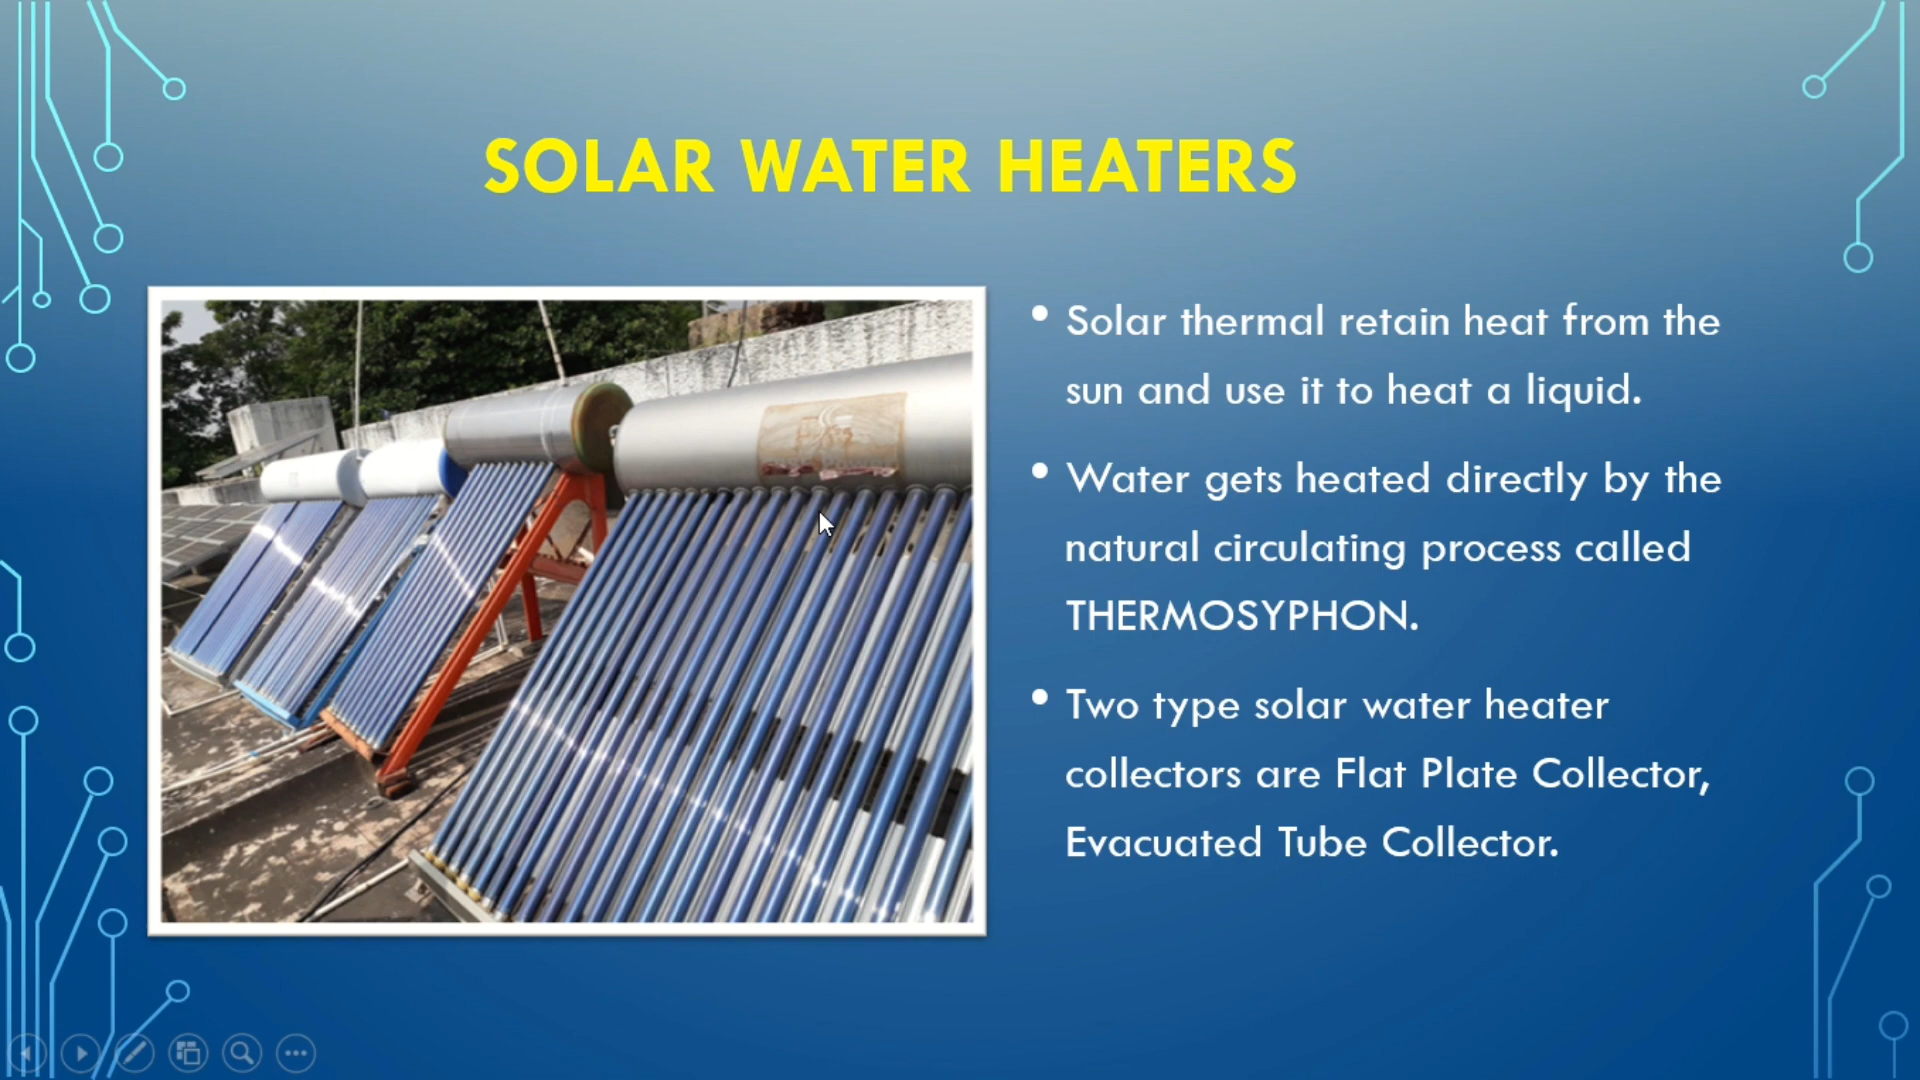 SOLAR WATER HEATERS
• Solar thermal retain heat from the
sun and use it to heat a liquid.
• Water gets heated directly by the
natural circulating process called
THERMOSYPHON.
• Two type solar water heater
collectors are Flat Plate Collector,
Evacuated Tube Collector.